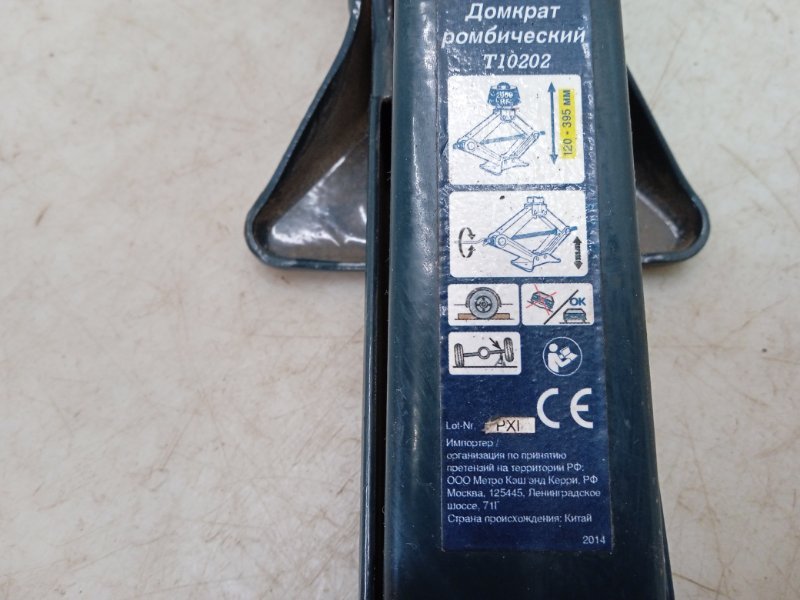 Домкрат
ромбический
T10202
120 - 395 мм
OK
CE
Lot-Nr. PXI
Импортер /
организация по принятию
претензий на территории РФ:
ООО Метро Кэш энд Керри, РФ
Москва, 125445, Ленинградское
шоссе, 71Г
Страна происхождения: Китай
2014